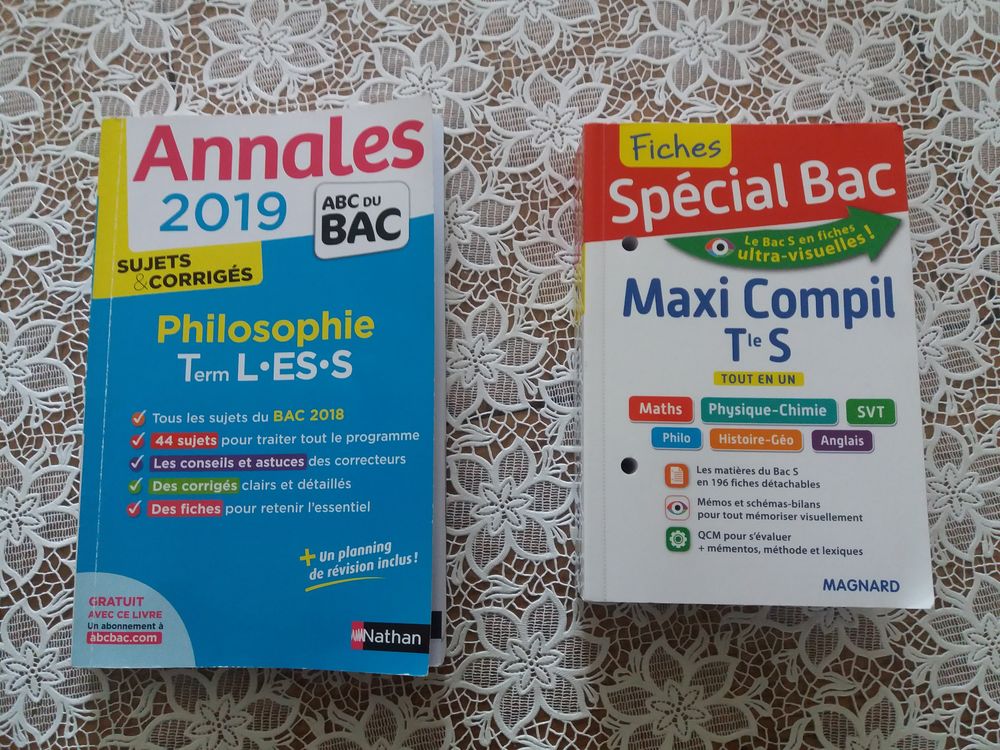 Annales
2019
ABC DU
BAC
SUJETS
& CORRIGÉS
Philosophie
Term L•ES•S
Tous les sujets du BAC 2018
44 sujets pour traiter tout le programme
Les conseils et astuces des correcteurs
Des corrigés clairs et détaillés
Des fiches pour retenir l'essentiel
+ Un planning
de révision inclus !
GRATUIT
AVEC CE LIVRE
Un abonnement à
abcbac.com
Nathan
Fiches
Spécial Bac
Le Bac S en fiches
ultra-visuelles !
Maxi Compil
Tle S
TOUT EN UN
Maths
Physique-Chimie
SVT
Philo
Histoire-Géo
Anglais
Les matières du Bac S
en 196 fiches détachables
Mémos et schémas-bilans
pour tout mémoriser visuellement
QCM pour s'évaluer
+ mémentos, méthode et lexiques
MAGNARD